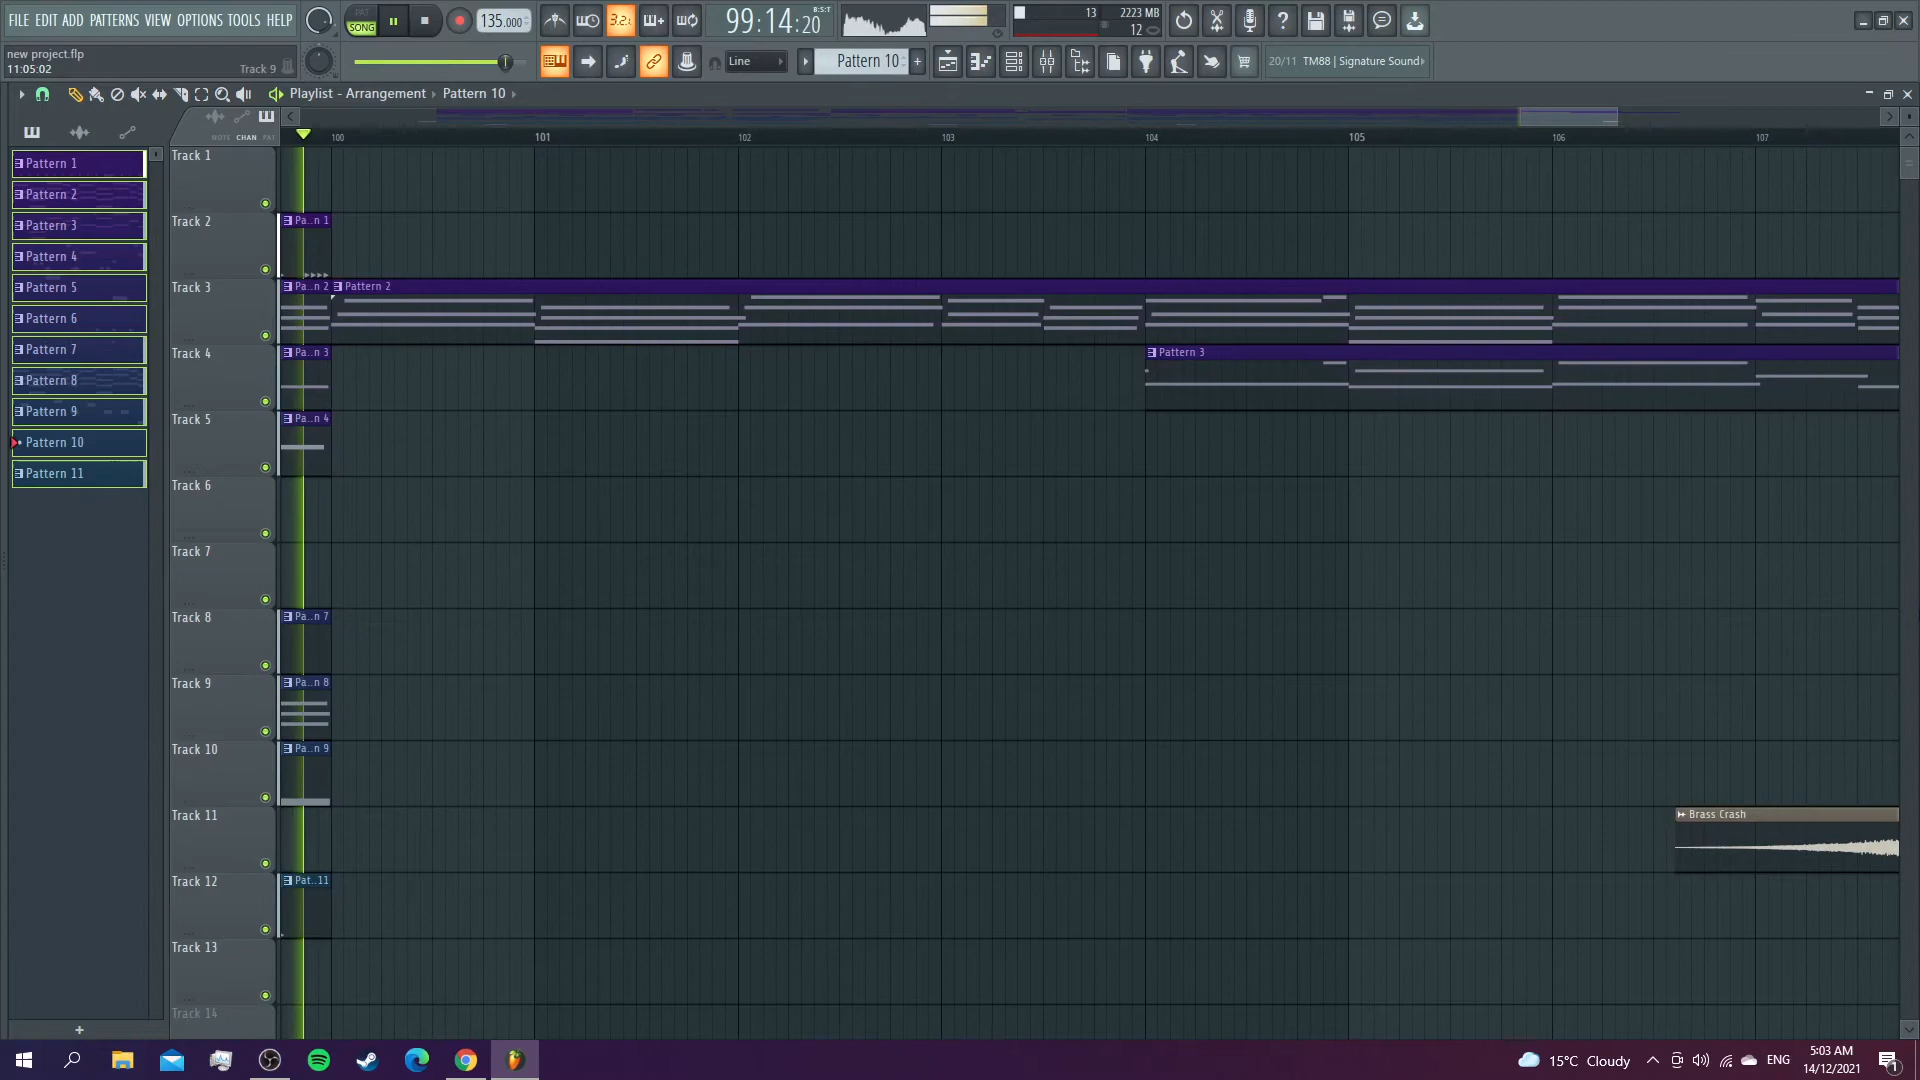 FILE EDIT ADD PATTERNS VIEW OPTIONS TOOLS HELP
PAT
SONG
135.000
3.2.
99:14:20
B:S:T
13
2223 MB
12
new project.flp
11:05:02
Track 9
Line
Pattern 10
20/11 TM88 | Signature Sound
Playlist - Arrangement
Pattern 10
NOTE CHAN PAT
100
101
102
103
104
105
106
107
Pattern 1
Pattern 2
Pattern 3
Pattern 4
Pattern 5
Pattern 6
Pattern 7
Pattern 8
Pattern 9
Pattern 10
Pattern 11
Track 1
Track 2
Pa..n 1
Track 3
Pa..n 2
Pattern 2
Track 4
Pa..n 3
Pattern 3
Track 5
Pa..n 4
Track 6
Track 7
Track 8
Pa..n 7
Track 9
Pa..n 8
Track 10
Pa..n 9
Track 11
Brass Crash
Track 12
Pat..11
Track 13
Track 14
15°C Cloudy
ENG
5:03 AM
14/12/2021
1